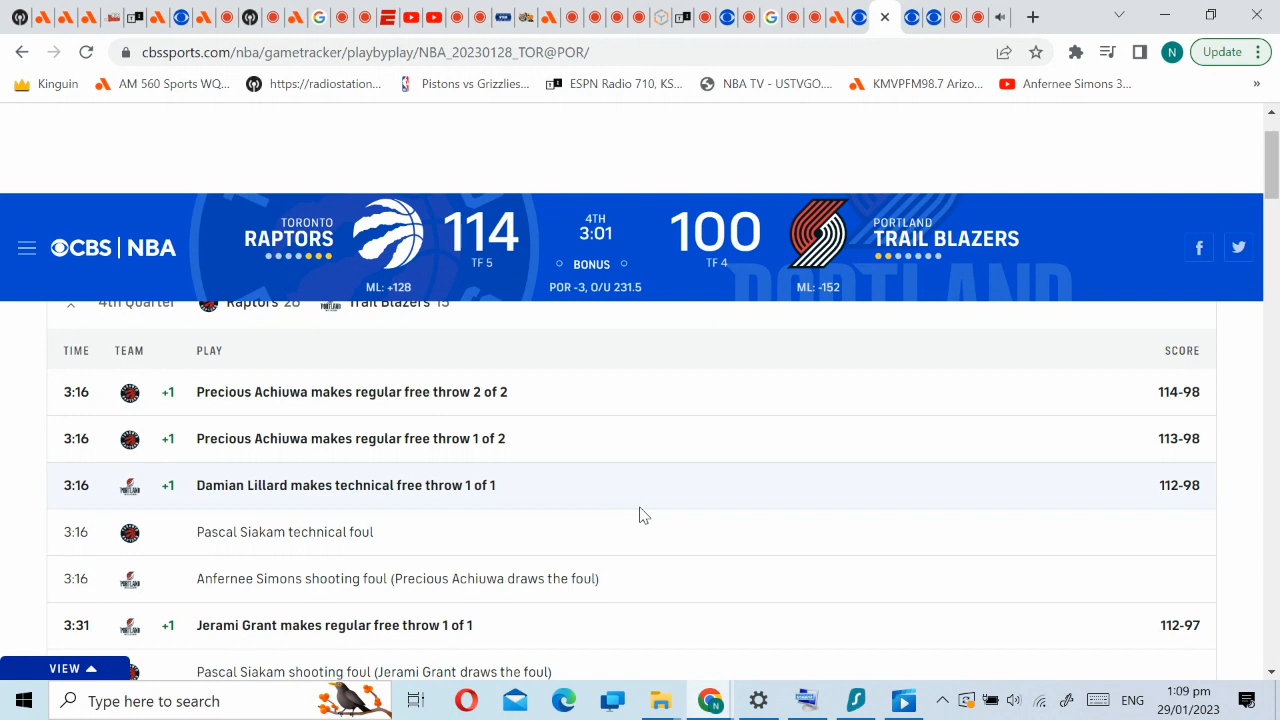 Update
cbssports.com/nba/gametracker/playbyplay/NBA_20230128_TOR@POR/
N
Kinguin
AM 560 Sports WQ...
https://radiostation...
Pistons vs Grizzlies...
ESPN Radio 710, KS...
NBA TV - USTVGO....
KMVPFM98.7 Arizo...
Anfernee Simons 3...
»
CBS | NBA
TORONTO
RAPTORS
114
TF 5
ML: +128
4TH
3:01
BONUS
POR -3, O/U 231.5
100
TF 4
ML: -152
PORTLAND
TRAIL BLAZERS
PORTLAND
4th Quarter Raptors 26 Trail Blazers 15
TIME TEAM PLAY SCORE
3:16 +1 Precious Achiuwa makes regular free throw 2 of 2 114-98
3:16 +1 Precious Achiuwa makes regular free throw 1 of 2 113-98
3:16 +1 Damian Lillard makes technical free throw 1 of 1 112-98
3:16 Pascal Siakam technical foul
3:16 Anfernee Simons shooting foul (Precious Achiuwa draws the foul)
3:31 +1 Jerami Grant makes regular free throw 1 of 1 112-97
Pascal Siakam shooting foul (Jerami Grant draws the foul)
VIEW
Type here to search
ENG
1:09 pm
29/01/2023